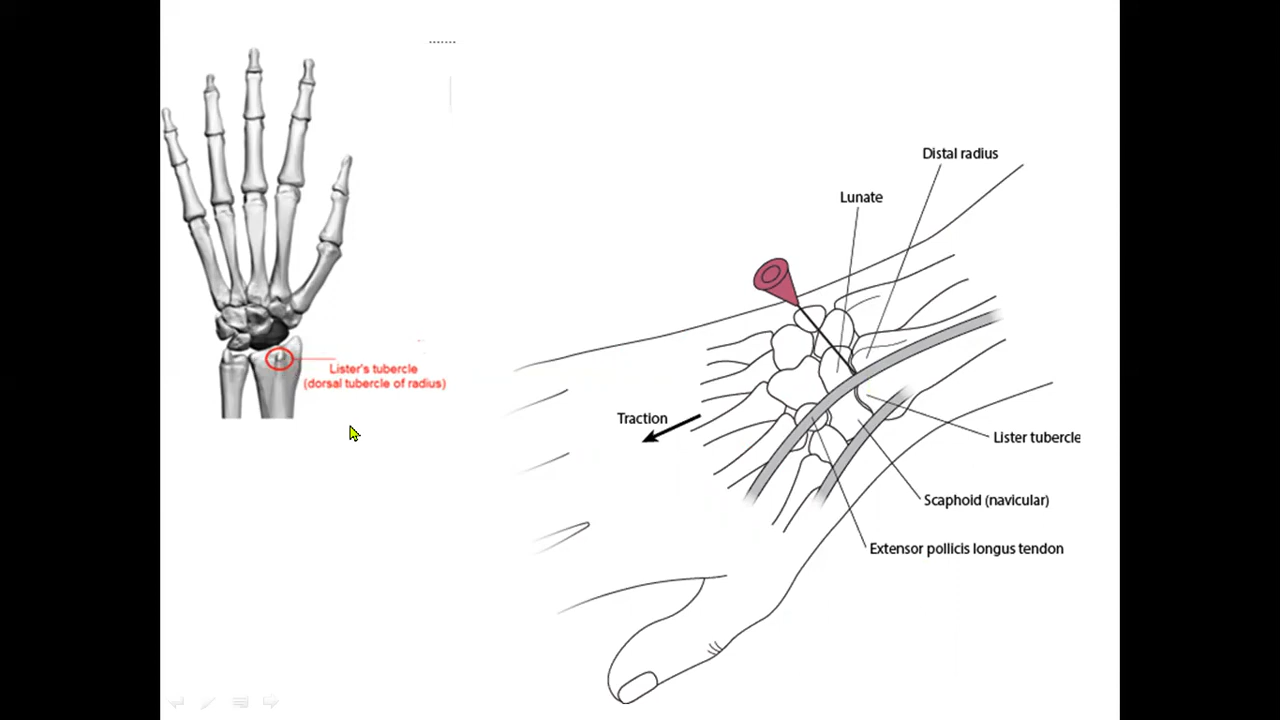 Lister's tubercle
(dorsal tubercle of radius)
Distal radius
Lunate
Traction
Lister tubercle
Scaphoid (navicular)
Extensor pollicis longus tendon